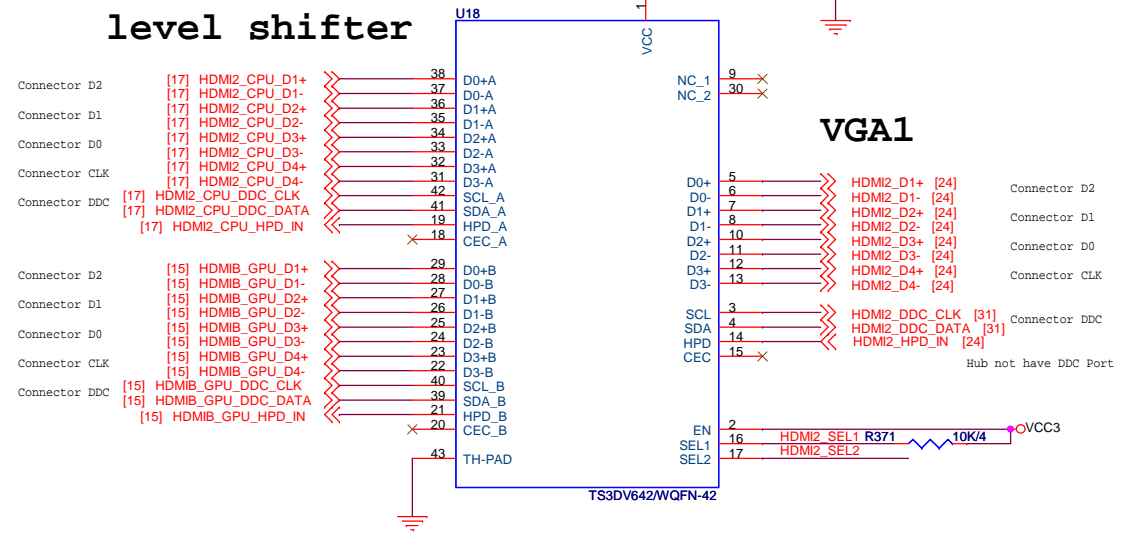 level shifter
U18
1
VCC
Connector D2
[17] HDMI2_CPU_D1+ 38 D0+A
[17] HDMI2_CPU_D1- 37 D0-A
Connector D1
[17] HDMI2_CPU_D2+ 36 D1+A
[17] HDMI2_CPU_D2- 35 D1-A
Connector D0
[17] HDMI2_CPU_D3+ 34 D2+A
[17] HDMI2_CPU_D3- 33 D2-A
Connector CLK
[17] HDMI2_CPU_D4+ 32 D3+A
[17] HDMI2_CPU_D4- 31 D3-A
Connector DDC
[17] HDMI2_CPU_DDC_CLK 42 SCL_A
[17] HDMI2_CPU_DDC_DATA 41 SDA_A
[17] HDMI2_CPU_HPD_IN 19 HPD_A
18 CEC_A
Connector D2
[15] HDMIB_GPU_D1+ 29 D0+B
[15] HDMIB_GPU_D1- 28 D0-B
Connector D1
[15] HDMIB_GPU_D2+ 27 D1+B
[15] HDMIB_GPU_D2- 26 D1-B
Connector D0
[15] HDMIB_GPU_D3+ 25 D2+B
[15] HDMIB_GPU_D3- 24 D2-B
Connector CLK
[15] HDMIB_GPU_D4+ 23 D3+B
[15] HDMIB_GPU_D4- 22 D3-B
Connector DDC
[15] HDMIB_GPU_DDC_CLK 40 SCL_B
[15] HDMIB_GPU_DDC_DATA 39 SDA_B
[15] HDMIB_GPU_HPD_IN 21 HPD_B
20 CEC_B
43 TH-PAD
NC_1 9
NC_2 30
VGA1
D0+ 5 HDMI2_D1+ [24]
D0- 6 HDMI2_D1- [24]
Connector D2
D1+ 7 HDMI2_D2+ [24]
D1- 8 HDMI2_D2- [24]
Connector D1
D2+ 10 HDMI2_D3+ [24]
D2- 11 HDMI2_D3- [24]
Connector D0
D3+ 12 HDMI2_D4+ [24]
D3- 13 HDMI2_D4- [24]
Connector CLK
SCL 3 HDMI2_DDC_CLK [31]
SDA 4 HDMI2_DDC_DATA [31]
Connector DDC
HPD 14 HDMI2_HPD_IN [24]
CEC 15
Hub not have DDC Port
EN 2 VCC3
SEL1 16 HDMI2_SEL1 R371 10K/4
SEL2 17 HDMI2_SEL2
TS3DV642/WQFN-42